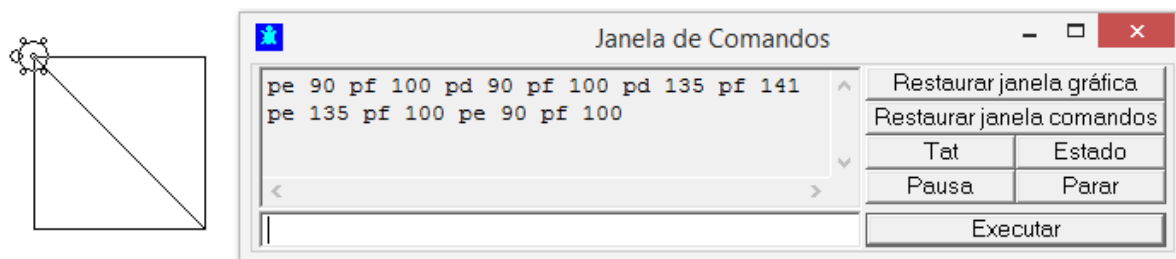 Janela de Comandos
pe 90 pf 100 pd 90 pf 100 pd 135 pf 141
pe 135 pf 100 pe 90 pf 100
Restaurar janela gráfica
Restaurar janela comandos
Tat
Estado
Pausa
Parar
Executar